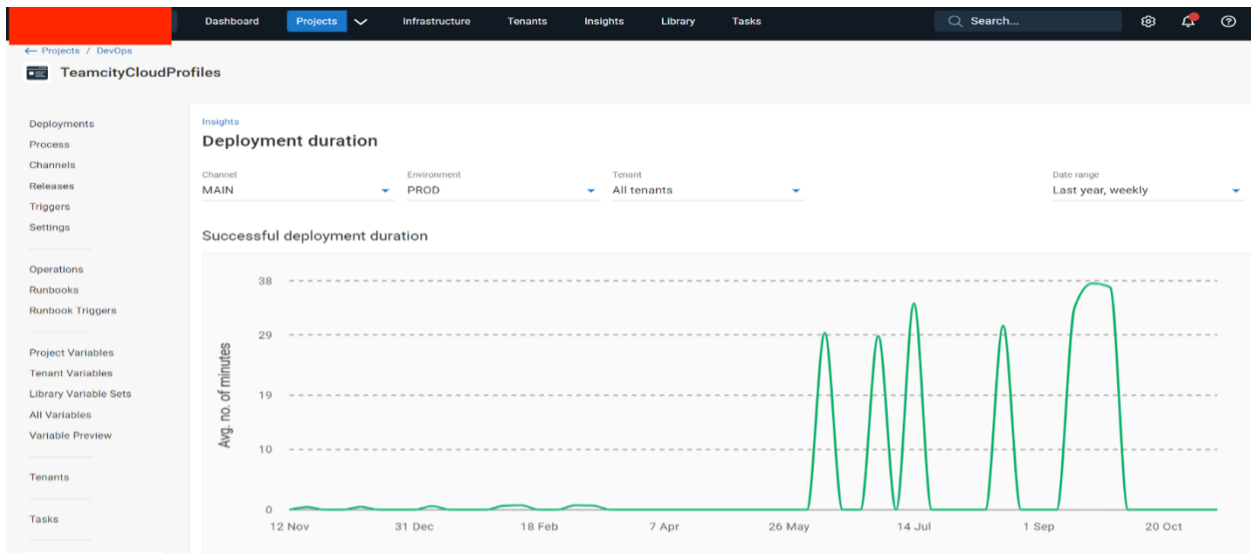 Dashboard Projects Infrastructure Tenants Insights Library Tasks Search...
← Projects / DevOps
TeamcityCloudProfiles
Deployments
Process
Channels
Releases
Triggers
Settings
Operations
Runbooks
Runbook Triggers
Project Variables
Tenant Variables
Library Variable Sets
All Variables
Variable Preview
Tenants
Tasks
Insights
Deployment duration
Channel Environment Tenant Date range
MAIN PROD All tenants Last year, weekly
Successful deployment duration
Avg. no. of minutes
38
29
19
10
0
12 Nov 31 Dec 18 Feb 7 Apr 26 May 14 Jul 1 Sep 20 Oct